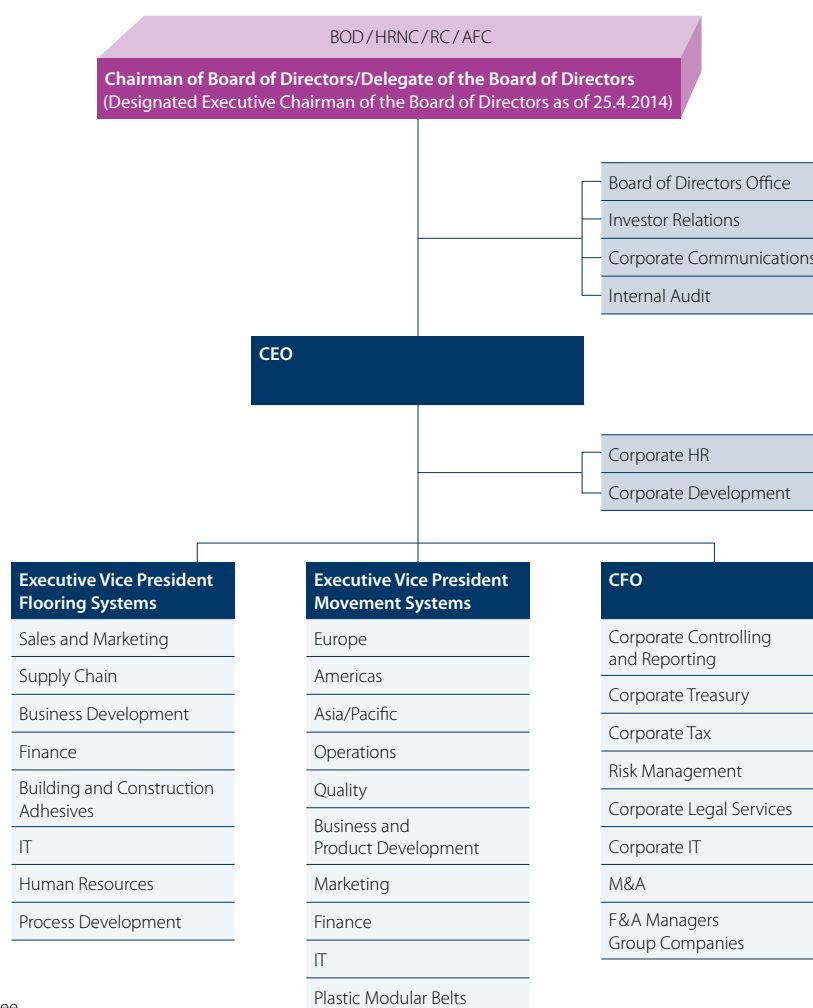 BOD/HRNC/RC/AFC
Chairman of Board of Directors/Delegate of the Board of Directors
(Designated Executive Chairman of the Board of Directors as of 25.4.2014)
Board of Directors Office
Investor Relations
Corporate Communications
Internal Audit
CEO
Corporate HR
Corporate Development
Executive Vice President
Flooring Systems
Sales and Marketing
Supply Chain
Business Development
Finance
Building and Construction
Adhesives
IT
Human Resources
Process Development
Executive Vice President
Movement Systems
Europe
Americas
Asia/Pacific
Operations
Quality
Business and
Product Development
Marketing
Finance
IT
Plastic Modular Belts
CFO
Corporate Controlling
and Reporting
Corporate Treasury
Corporate Tax
Risk Management
Corporate Legal Services
Corporate IT
M&A
F&A Managers
Group Companies